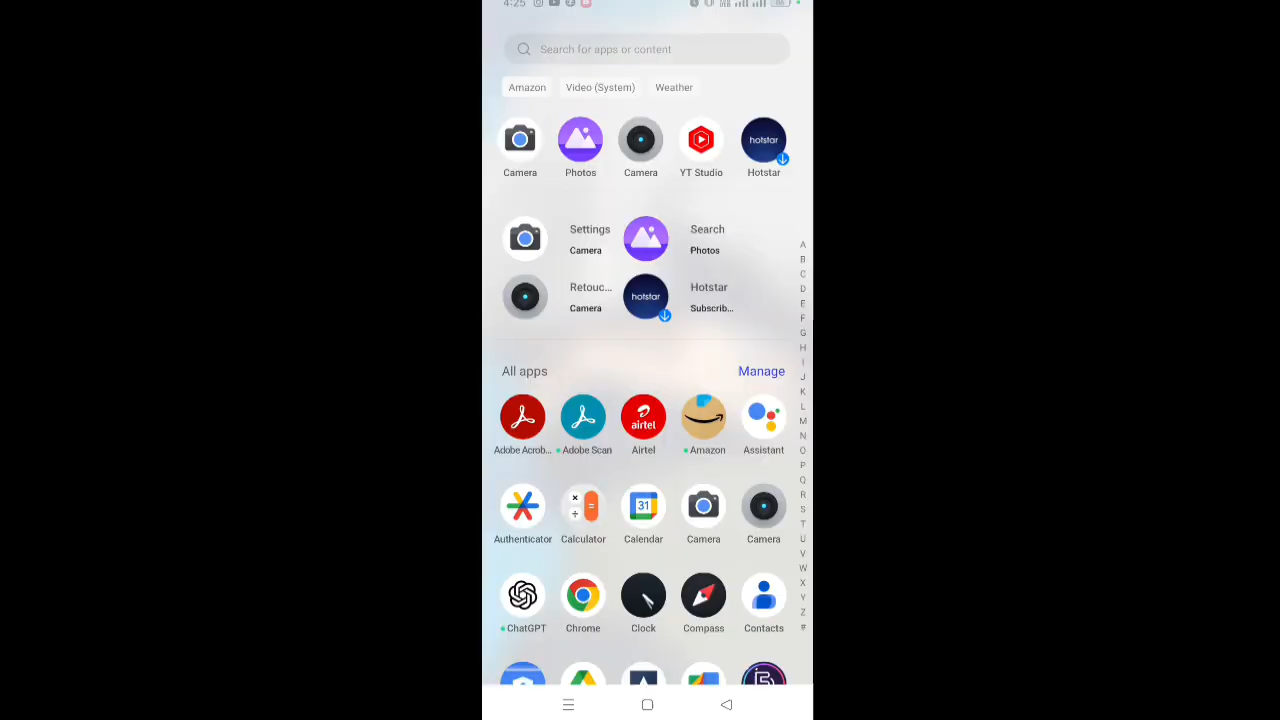 4:25
Search for apps or content
Amazon Video (System) Weather
hotstar
Camera Photos Camera YT Studio Hotstar
Settings Search
Camera Photos
Retouc... hotstar Hotstar
Camera Subscrib...
A
B
C
D
E
F
G
H
I
J
K
L
M
N
O
P
Q
R
S
T
U
V
W
X
Y
Z
#
All apps Manage
airtel
Adobe Acrob... Adobe Scan Airtel Amazon Assistant
31
Authenticator Calculator Calendar Camera Camera
ChatGPT Chrome Clock Compass Contacts